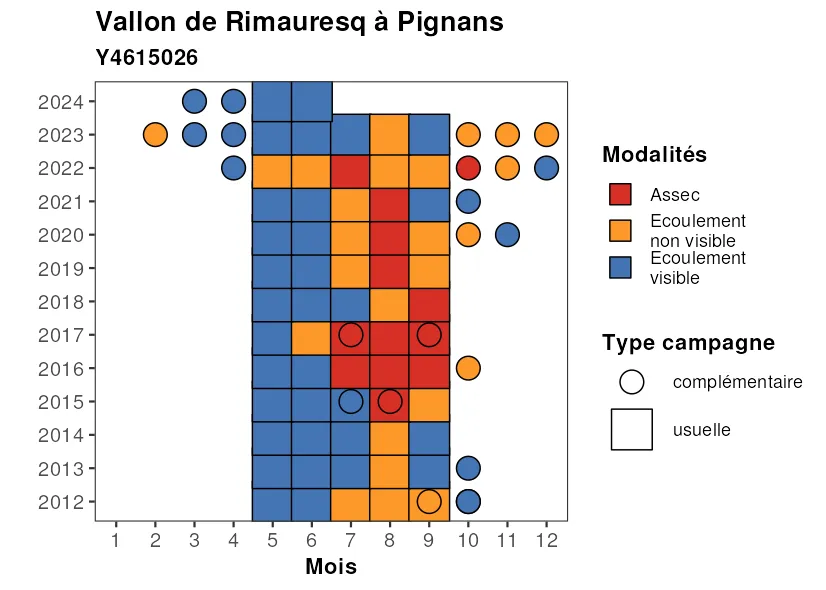 Vallon de Rimauresq à Pignans
Y4615026
2024
2023
2022
2021
2020
2019
2018
2017
2016
2015
2014
2013
2012
1 2 3 4 5 6 7 8 9 10 11 12
Mois
Modalités
Assec
Ecoulement
non visible
Ecoulement
visible
Type campagne
complémentaire
usuelle